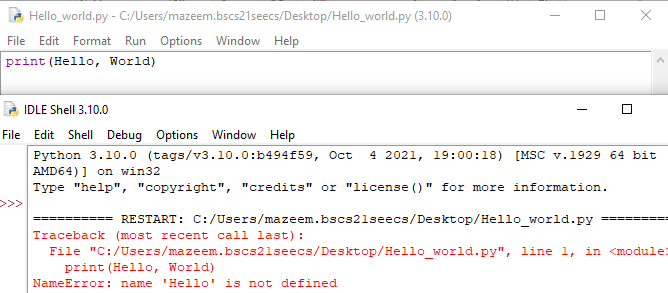 Hello_world.py - C:/Users/mazeem.bscs21seecs/Desktop/Hello_world.py (3.10.0)
File Edit Format Run Options Window Help
print(Hello, World)
IDLE Shell 3.10.0
File Edit Shell Debug Options Window Help
Python 3.10.0 (tags/v3.10.0:b494f59, Oct  4 2021, 19:00:18) [MSC v.1929 64 bit
AMD64)] on win32
Type "help", "copyright", "credits" or "license()" for more information.
>>>
========== RESTART: C:/Users/mazeem.bscs21seecs/Desktop/Hello_world.py =========
Traceback (most recent call last):
  File "C:/Users/mazeem.bscs21seecs/Desktop/Hello_world.py", line 1, in <module>
    print(Hello, World)
NameError: name 'Hello' is not defined